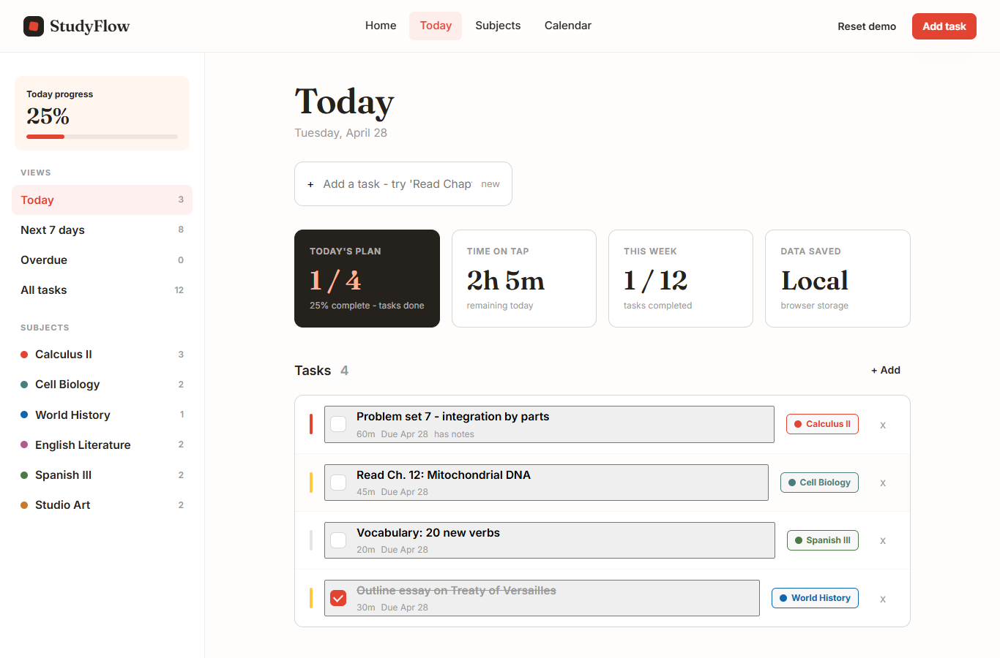 StudyFlow
Home Today Subjects Calendar
Reset demo Add task
Today progress
25%
VIEWS
Today 3
Next 7 days 8
Overdue 0
All tasks 12
SUBJECTS
Calculus II 3
Cell Biology 2
World History 1
English Literature 2
Spanish III 2
Studio Art 2
Today
Tuesday, April 28
+ Add a task - try 'Read Chap new
TODAY'S PLAN
1 / 4
25% complete - tasks done
TIME ON TAP
2h 5m
remaining today
THIS WEEK
1 / 12
tasks completed
DATA SAVED
Local
browser storage
Tasks 4 + Add
Problem set 7 - integration by parts
60m Due Apr 28 has notes
Calculus II x
Read Ch. 12: Mitochondrial DNA
45m Due Apr 28
Cell Biology x
Vocabulary: 20 new verbs
20m Due Apr 28
Spanish III x
Outline essay on Treaty of Versailles
30m Due Apr 28
World History x